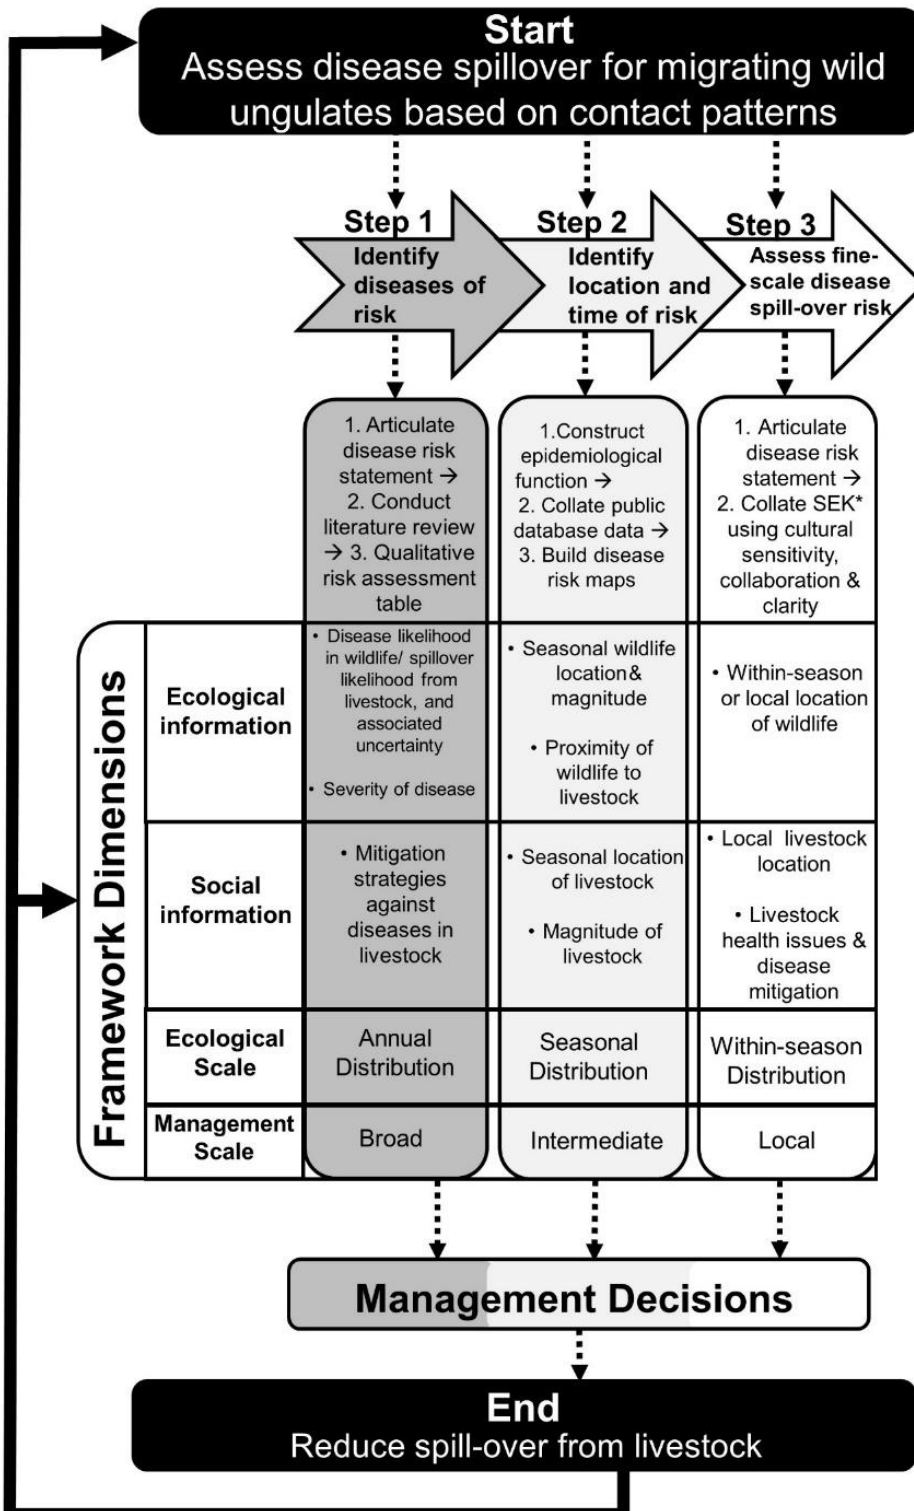 Start
Assess disease spillover for migrating wild
ungulates based on contact patterns
Step 1
Identify
diseases of
risk
Step 2
Identify
location and
time of risk
Step 3
Assess fine-
scale disease
spill-over risk
1. Articulate
disease risk
statement →
2. Conduct
literature review
→ 3. Qualitative
risk assessment
table
1.Construct
epidemiological
function →
2. Collate public
database data →
3. Build disease
risk maps
1. Articulate
disease risk
statement →
2. Collate SEK*
using cultural
sensitivity,
collaboration &
clarity
Framework Dimensions
Ecological
information
• Disease likelihood
in wildlife/ spillover
likelihood from
livestock, and
associated
uncertainty
• Severity of disease
• Seasonal wildlife
location &
magnitude
• Proximity of
wildlife to
livestock
• Within-season
or local location
of wildlife
Social
information
• Mitigation
strategies
against
diseases in
livestock
• Seasonal location
of livestock
• Magnitude of
livestock
• Local livestock
location
• Livestock
health issues &
disease
mitigation
Ecological
Scale
Annual
Distribution
Seasonal
Distribution
Within-season
Distribution
Management
Scale
Broad
Intermediate
Local
Management Decisions
End
Reduce spill-over from livestock